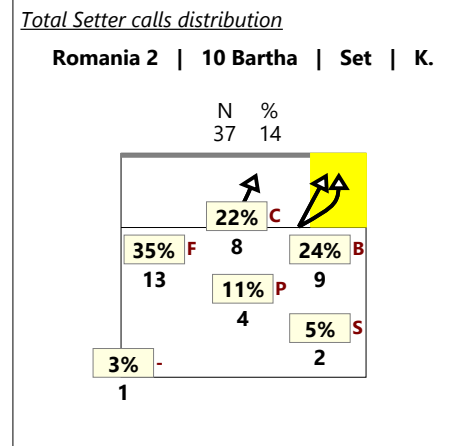 Total Setter calls distribution
Romania 2 | 10 Bartha | Set | K.
N %
37 14
22% C
8
35% F
13
24% B
9
11% P
4
5% S
2
3% -
1